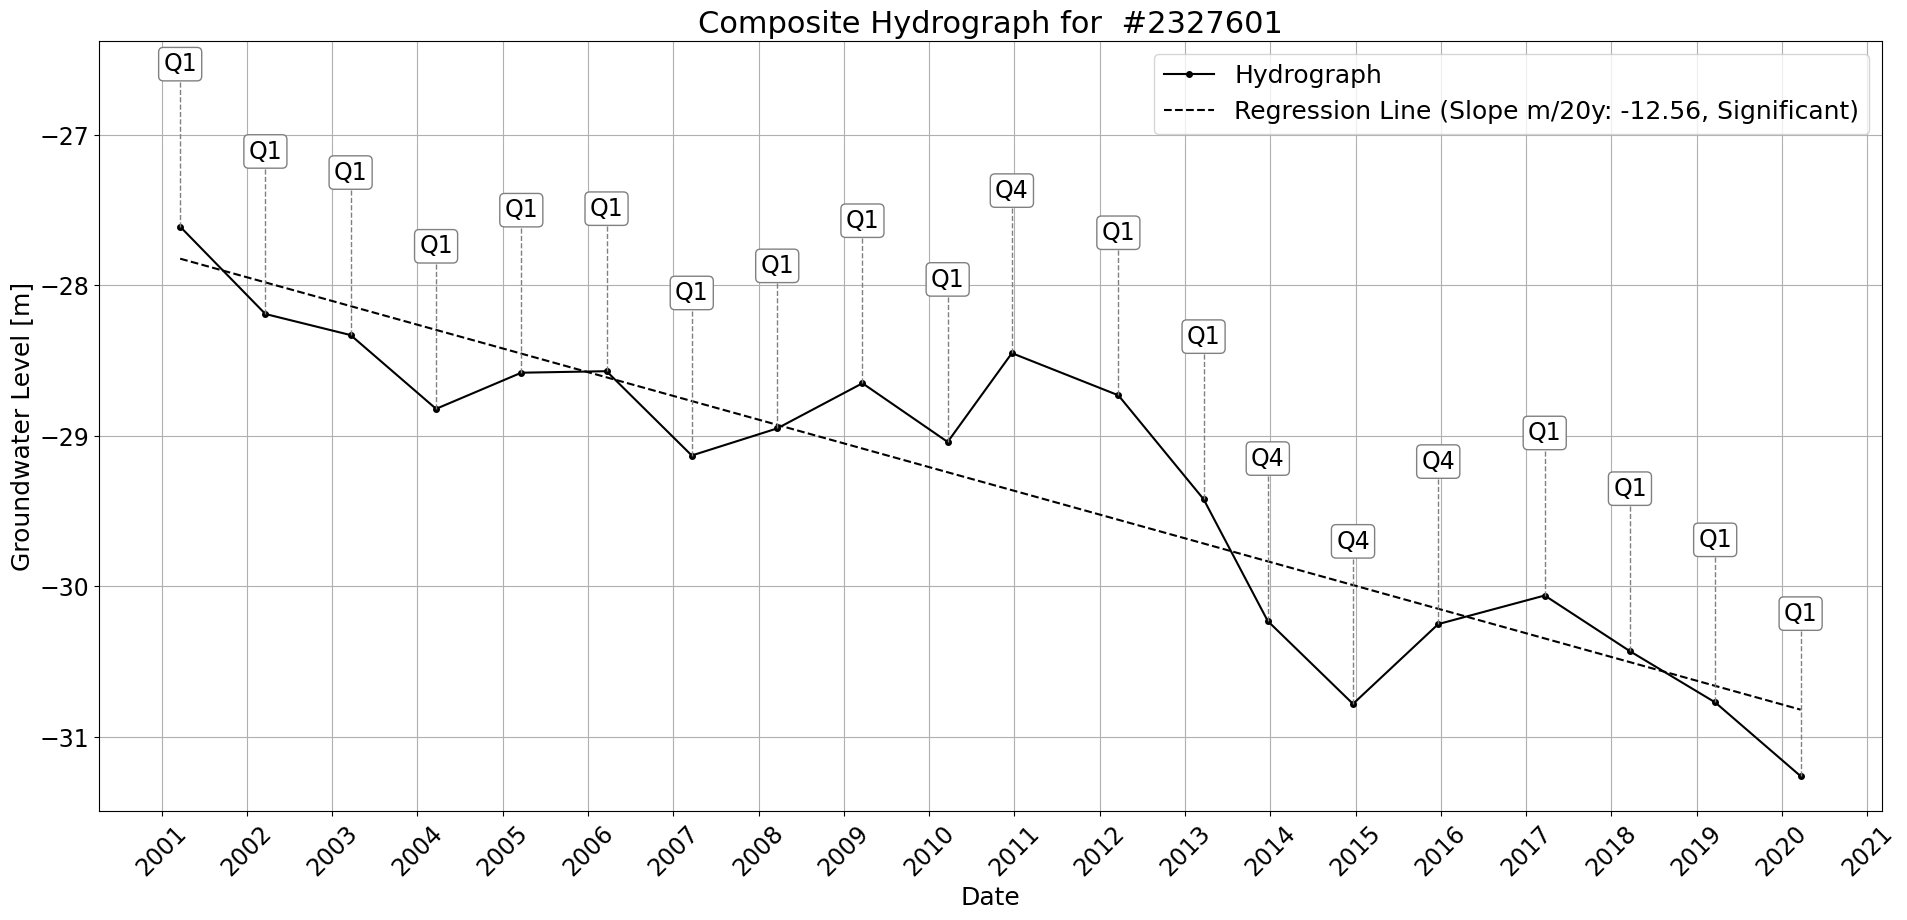 Composite Hydrograph for  #2327601
Hydrograph
Regression Line (Slope m/20y: -12.56, Significant)
Q1
Q1
Q1
Q1
Q1
Q1
Q1
Q1
Q1
Q1
Q4
Q1
Q1
Q4
Q4
Q4
Q1
Q1
Q1
Q1
Groundwater Level [m]
−27
−28
−29
−30
−31
2001
2002
2003
2004
2005
2006
2007
2008
2009
2010
2011
2012
2013
2014
2015
2016
2017
2018
2019
2020
2021
Date